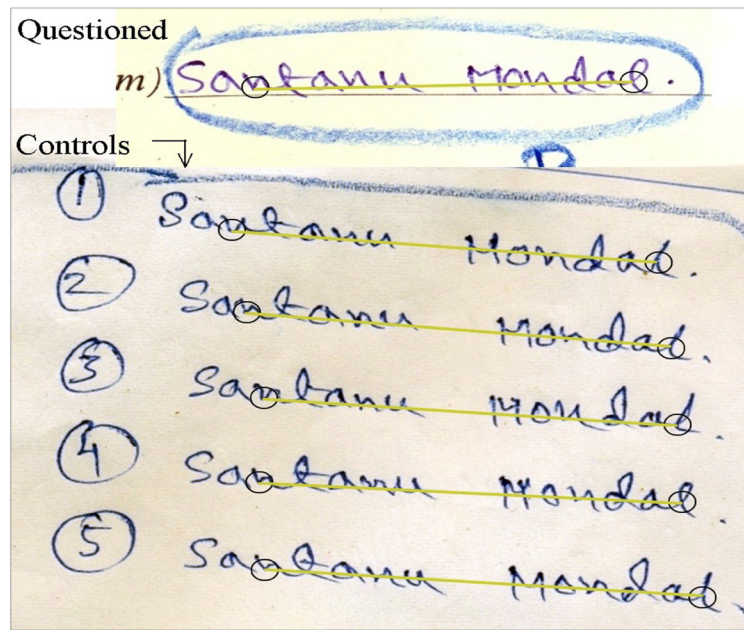 Questioned
m) Santanu Mondal.
Controls
1 Santanu Mondal.
2 Santanu Mondal.
3 Santanu Mondal.
4 Santanu Mondal.
5 Santanu Mondal.